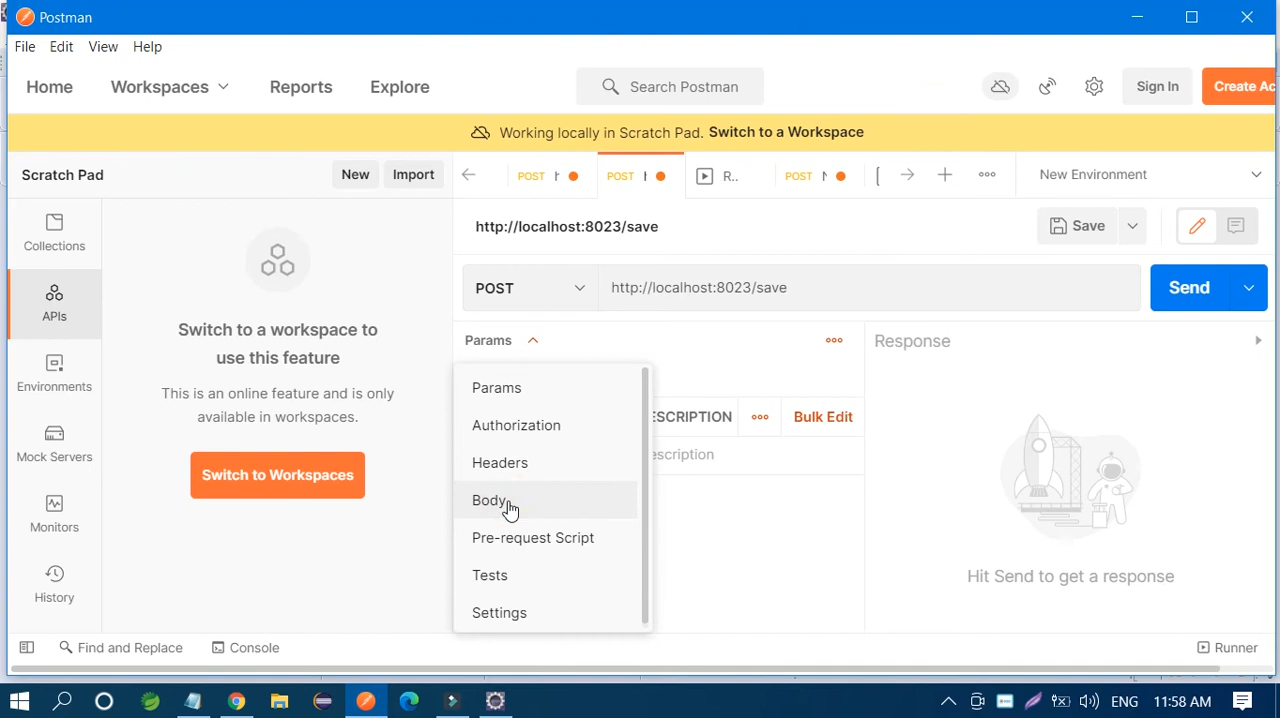 Postman
File Edit View Help
Home Workspaces Reports Explore Search Postman Sign In Create Ac
Working locally in Scratch Pad. Switch to a Workspace
Scratch Pad New Import POST POST R.. POST New Environment
Collections
APIs
Environments
Mock Servers
Monitors
History
Switch to a workspace to
use this feature
This is an online feature and is only
available in workspaces.
Switch to Workspaces
http://localhost:8023/save Save
POST http://localhost:8023/save Send
Params
Params
Authorization
Headers
Body
Pre-request Script
Tests
Settings
ESCRIPTION Bulk Edit
escription
Response
Hit Send to get a response
Find and Replace Console Runner
ENG 11:58 AM